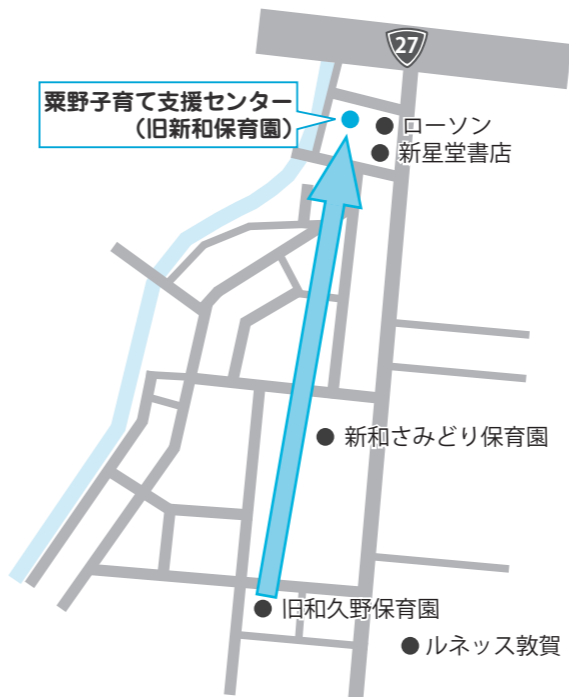 27
粟野子育て支援センター
(旧新和保育園)
ローソン
新星堂書店
新和さみどり保育園
旧和久野保育園
ルネッス敦賀